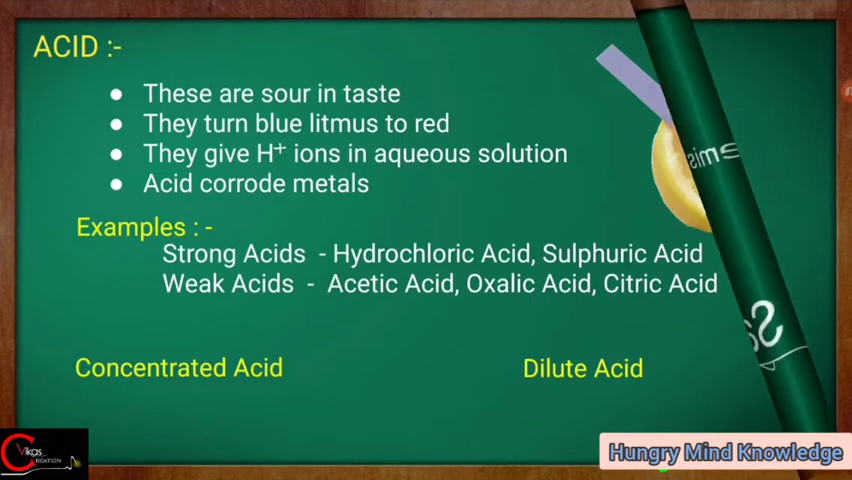 ACID :-
● These are sour in taste
● They turn blue litmus to red
● They give H⁺ ions in aqueous solution
● Acid corrode metals
Examples : -
Strong Acids - Hydrochloric Acid, Sulphuric Acid
Weak Acids - Acetic Acid, Oxalic Acid, Citric Acid
Concentrated Acid
Dilute Acid
Vikas
CREATION
Hungry Mind Knowledge